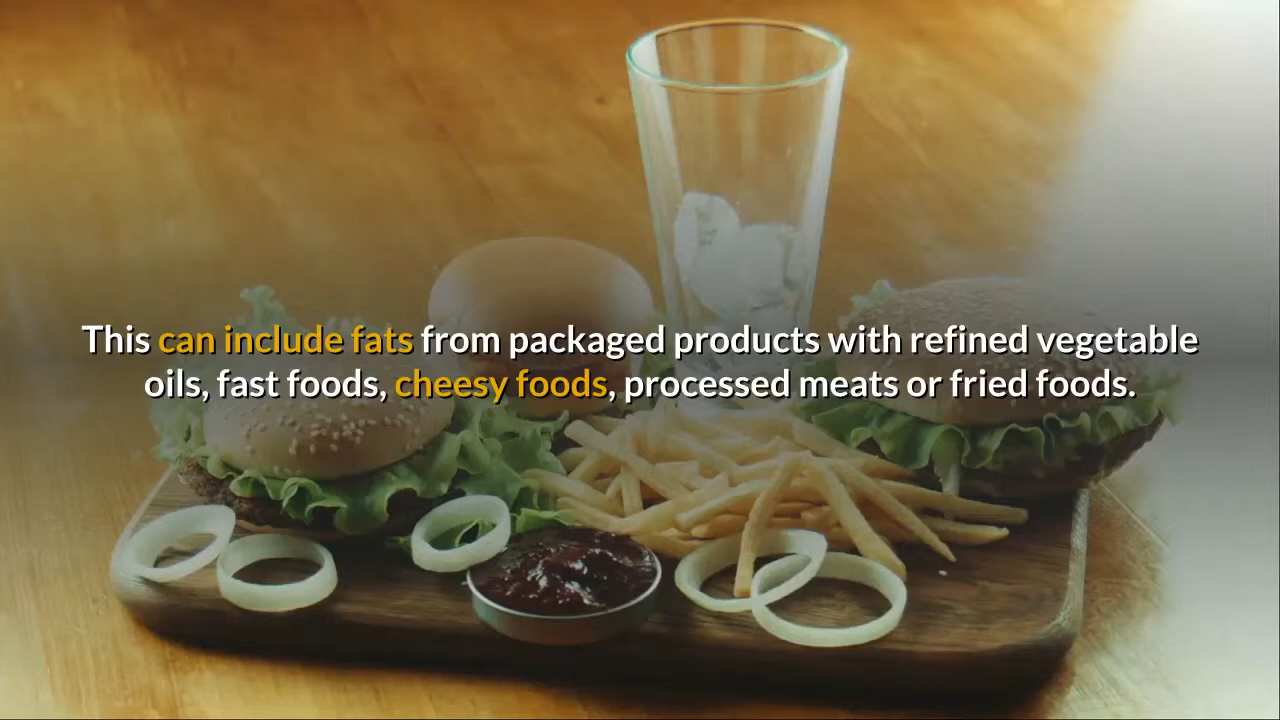 This can include fats from packaged products with refined vegetable
oils, fast foods, cheesy foods, processed meats or fried foods.